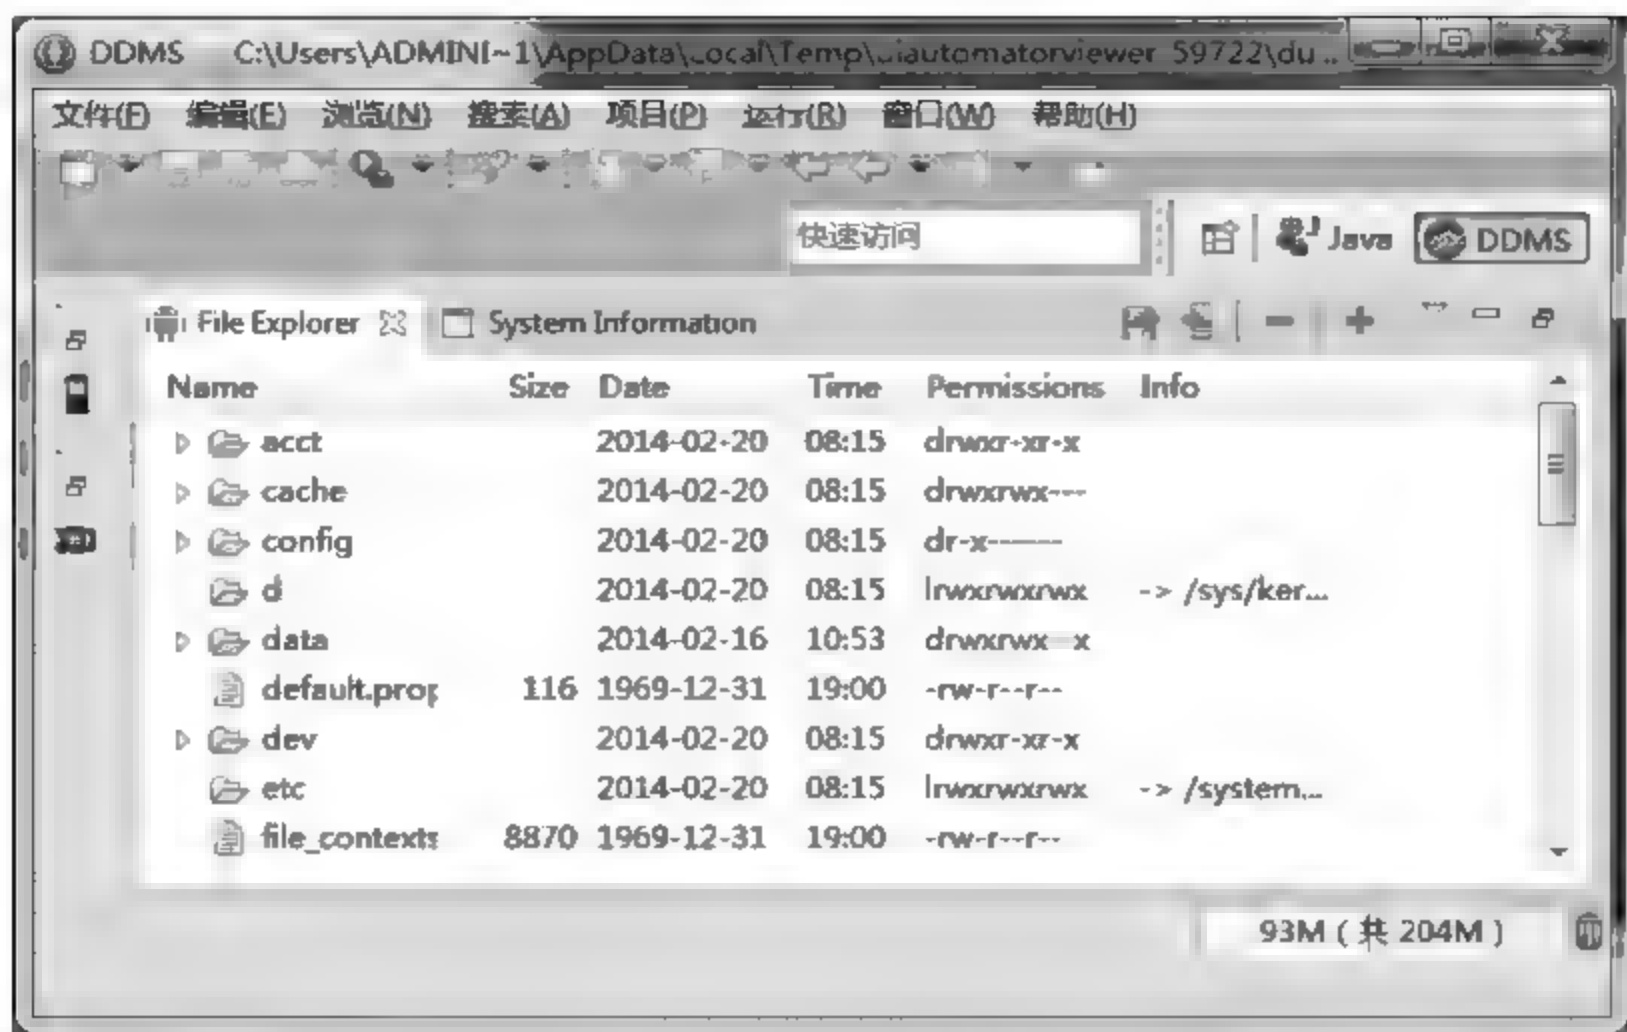 DDMS C:\Users\ADMINI~1\AppData\Local\Temp\uiautomatorviewer_59722\du...
文件(F) 编辑(E) 浏览(N) 搜索(A) 项目(P) 运行(R) 窗口(W) 帮助(H)
快速访问 Java DDMS
File Explorer System Information
Name Size Date Time Permissions Info
acct 2014-02-20 08:15 drwxr-xr-x
cache 2014-02-20 08:15 drwxrwx---
config 2014-02-20 08:15 dr-x------
d 2014-02-20 08:15 lrwxrwxrwx -> /sys/ker...
data 2014-02-16 10:53 drwxrwx--x
default.prop 116 1969-12-31 19:00 -rw-r--r--
dev 2014-02-20 08:15 drwxr-xr-x
etc 2014-02-20 08:15 lrwxrwxrwx -> /system...
file_contexts 8870 1969-12-31 19:00 -rw-r--r--
93M ( 共 204M )